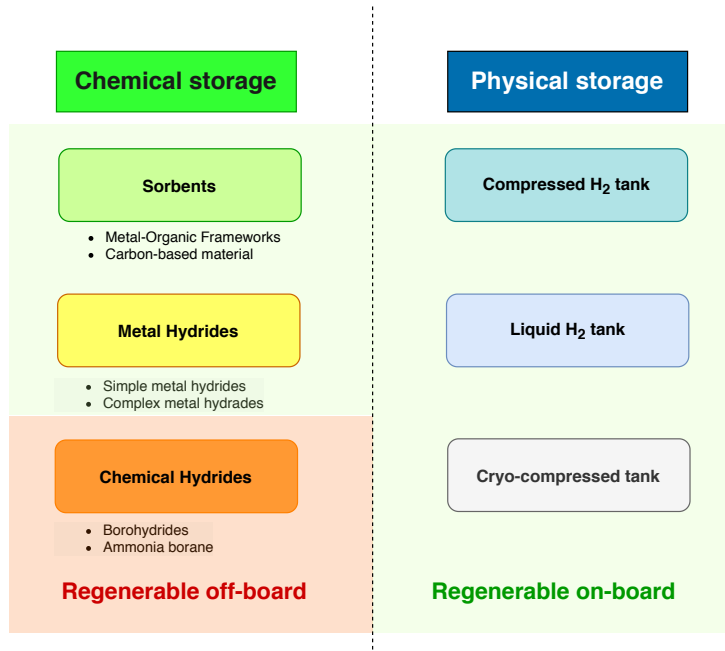 Chemical storage
Sorbents
• Metal-Organic Frameworks
• Carbon-based material
Metal Hydrides
• Simple metal hydrides
• Complex metal hydrades
Chemical Hydrides
• Borohydrides
• Ammonia borane
Regenerable off-board
Physical storage
Compressed H₂ tank
Liquid H₂ tank
Cryo-compressed tank
Regenerable on-board